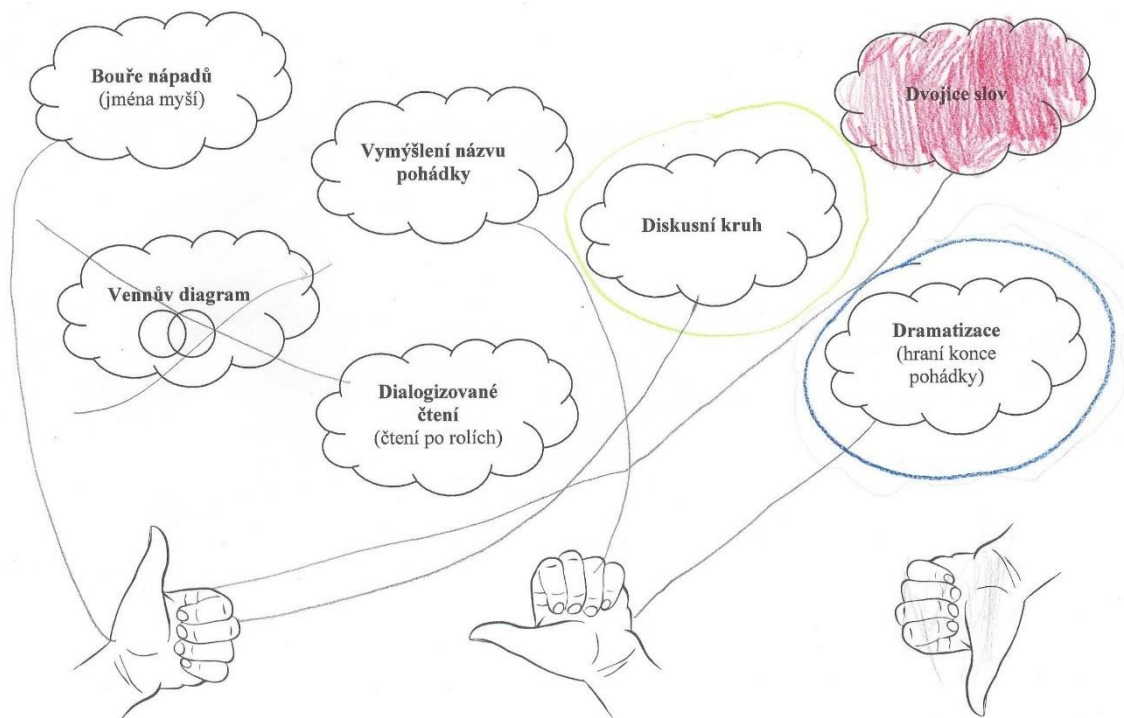 Bouře nápadů
(jména myší)
Vymýšlení názvu
pohádky
Diskusní kruh
Dvojice slov
Vennův diagram
Dialogizované
čtení
(čtení po rolích)
Dramatizace
(hraní konce
pohádky)